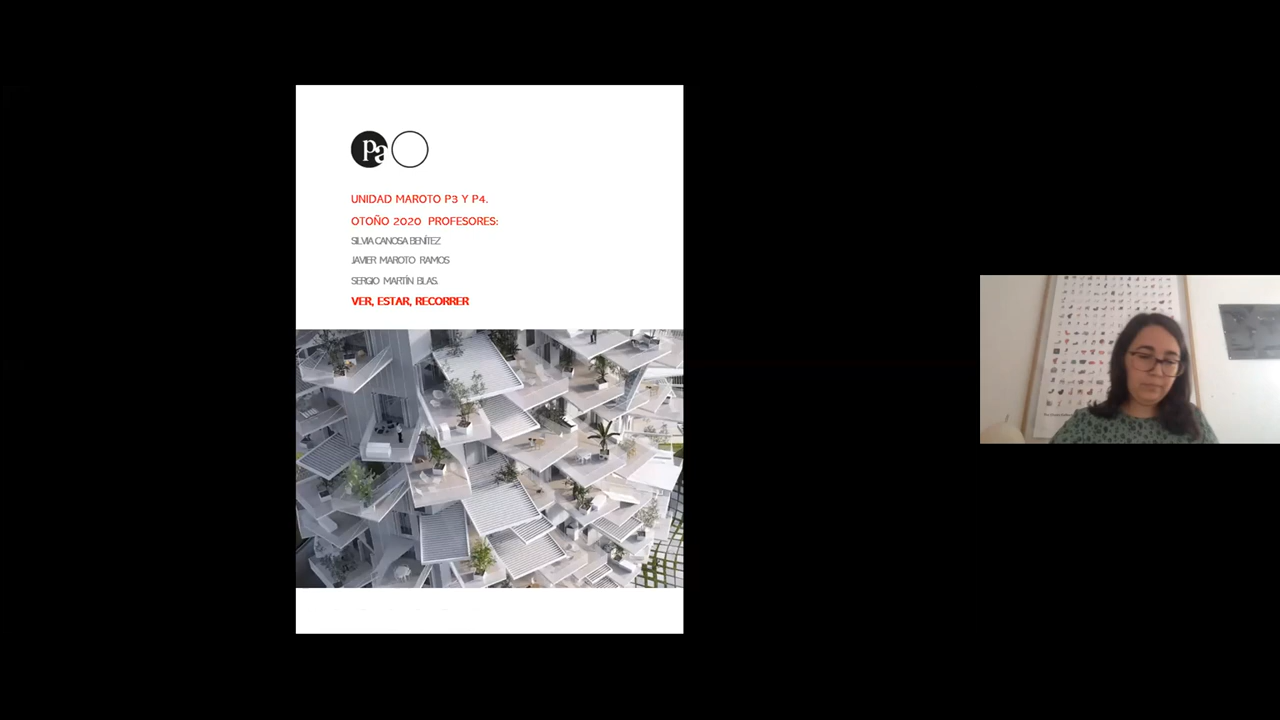 Pa
UNIDAD MAROTO P3 Y P4.
OTOÑO 2020 PROFESORES:
SILVIA CANOSA BENÍTEZ
JAVIER MAROTO RAMOS
SERGIO MARTÍN BLAS.
VER, ESTAR, RECORRER